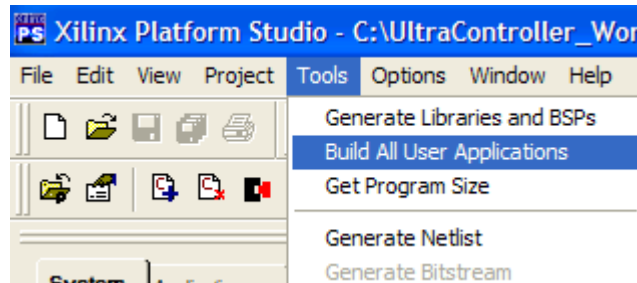 Xilinx Platform Studio - C:\UltraController_Wor
File Edit View Project Tools Options Window Help
Generate Libraries and BSPs
Build All User Applications
Get Program Size
Generate Netlist
Generate Bitstream
System